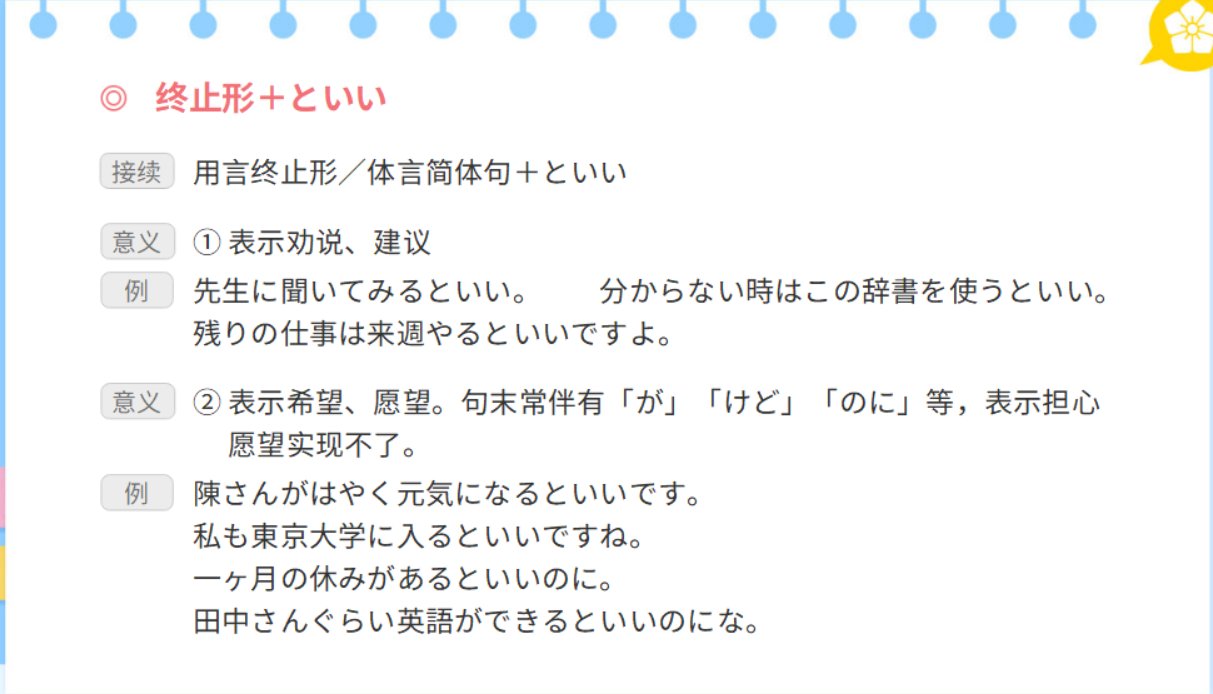 ◎ 终止形＋といい
接续 用言终止形／体言简体句＋といい
意义 ① 表示劝说、建议
例 先生に聞いてみるといい。 分からない時はこの辞書を使うといい。
残りの仕事は来週やるといいですよ。
意义 ② 表示希望、愿望。句末常伴有「が」「けど」「のに」等，表示担心
愿望实现不了。
例 陳さんがはやく元気になるといいです。
私も東京大学に入るといいですね。
一ヶ月の休みがあるといいのに。
田中さんぐらい英語ができるといいのにな。